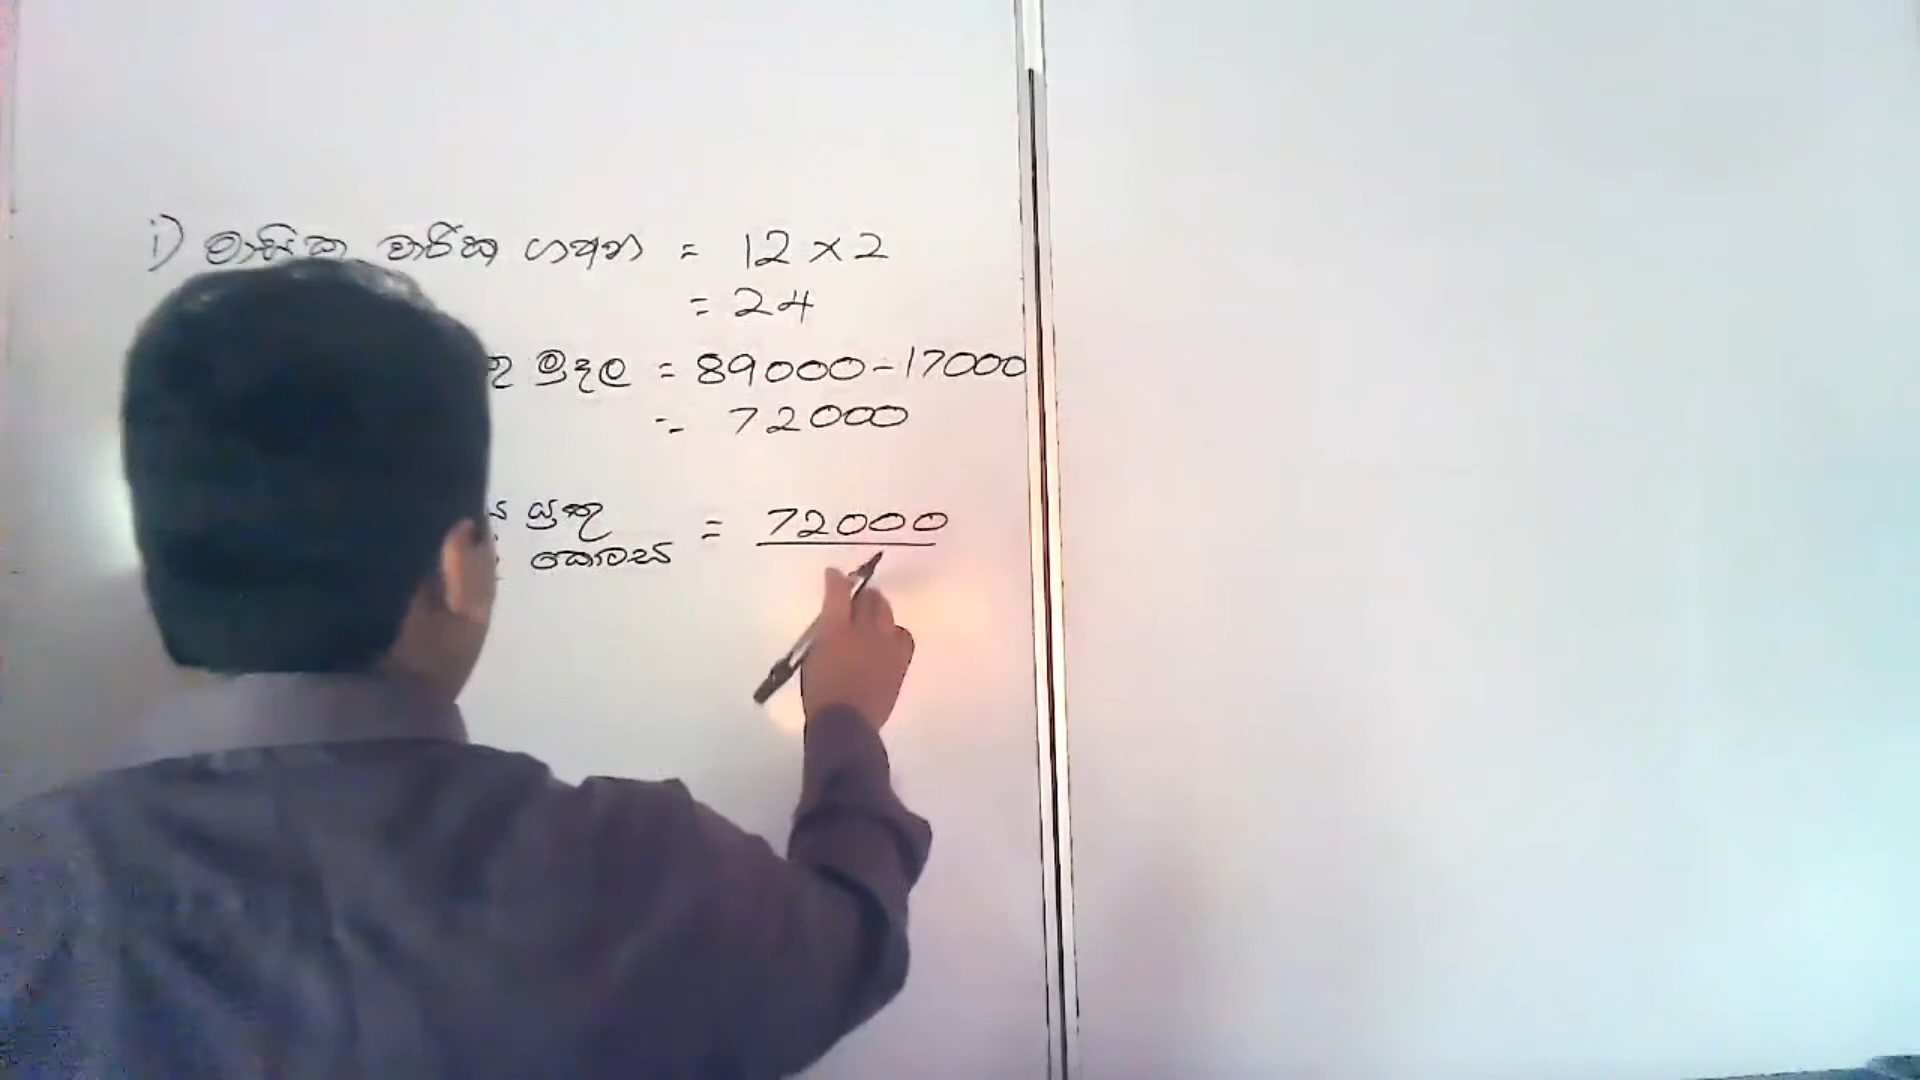 i) මාසික වාරික ගණන = 12 × 2
= 24
මුදල = 89000 - 17000
= 72000
යුතු
කොටස = 72000